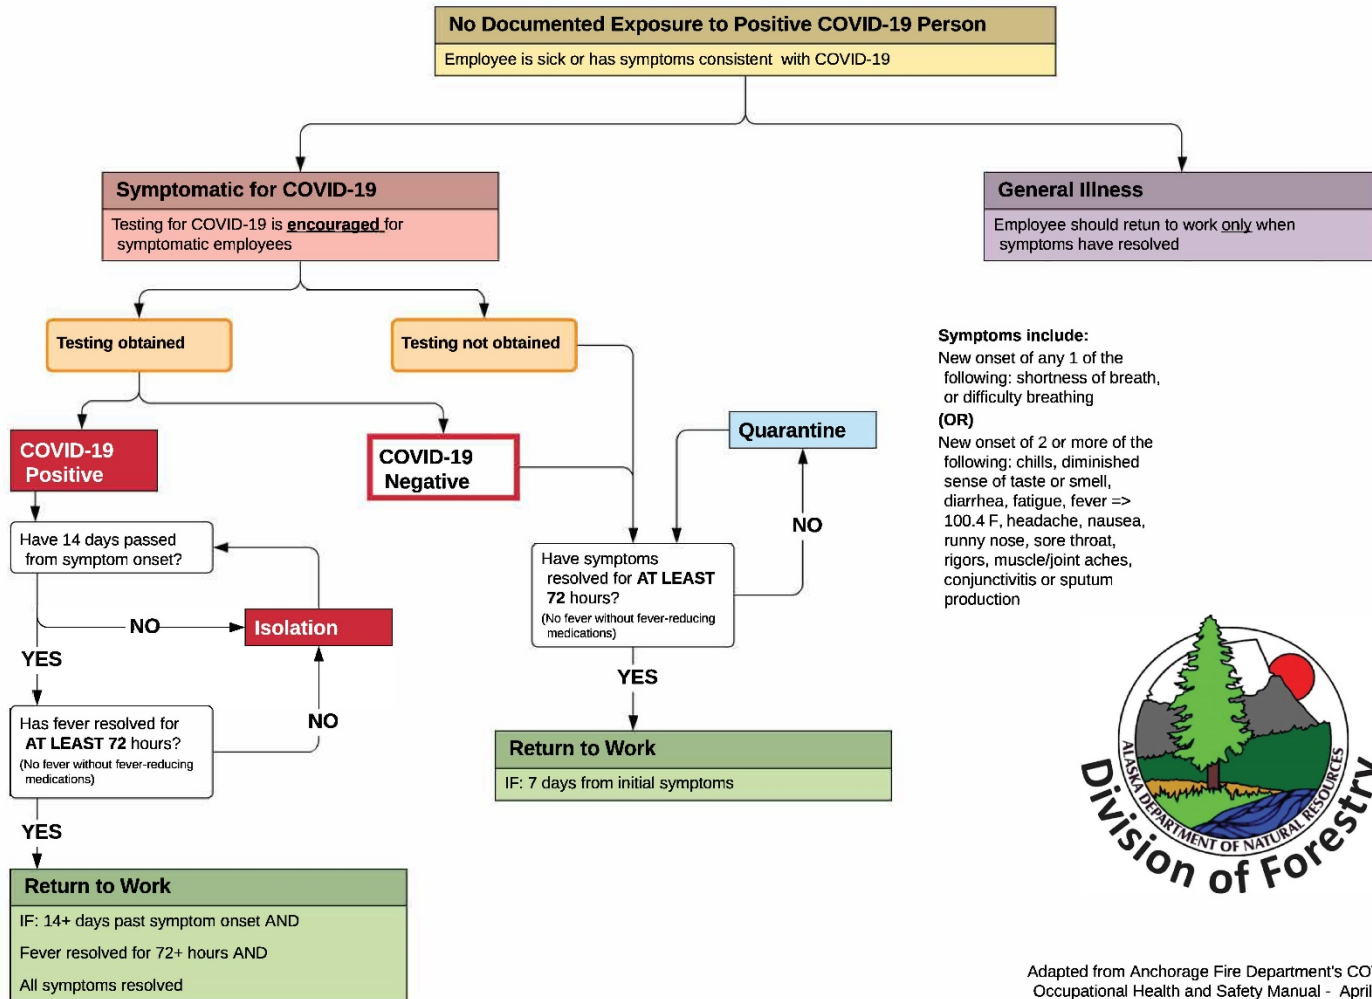 No Documented Exposure to Positive COVID-19 Person
Employee is sick or has symptoms consistent with COVID-19
Symptomatic for COVID-19
Testing for COVID-19 is encouraged for
symptomatic employees
General Illness
Employee should retun to work only when
symptoms have resolved
Testing obtained
Testing not obtained
COVID-19
Positive
COVID-19
Negative
Quarantine
NO
Have 14 days passed
from symptom onset?
NO
Isolation
YES
Has fever resolved for
AT LEAST 72 hours?
(No fever without fever-reducing
medications)
NO
YES
Return to Work
IF: 14+ days past symptom onset AND
Fever resolved for 72+ hours AND
All symptoms resolved
Have symptoms
resolved for AT LEAST
72 hours?
(No fever without fever-reducing
medications)
YES
Return to Work
IF: 7 days from initial symptoms
Symptoms include:
New onset of any 1 of the
following: shortness of breath,
or difficulty breathing
(OR)
New onset of 2 or more of the
following: chills, diminished
sense of taste or smell,
diarrhea, fatigue, fever =>
100.4 F, headache, nausea,
runny nose, sore throat,
rigors, muscle/joint aches,
conjunctivitis or sputum
production
ALASKA DEPARTMENT OF NATURAL RESOURCES
Division of Forestry
Adapted from Anchorage Fire Department's
Occupational Health and Safety Manual - April